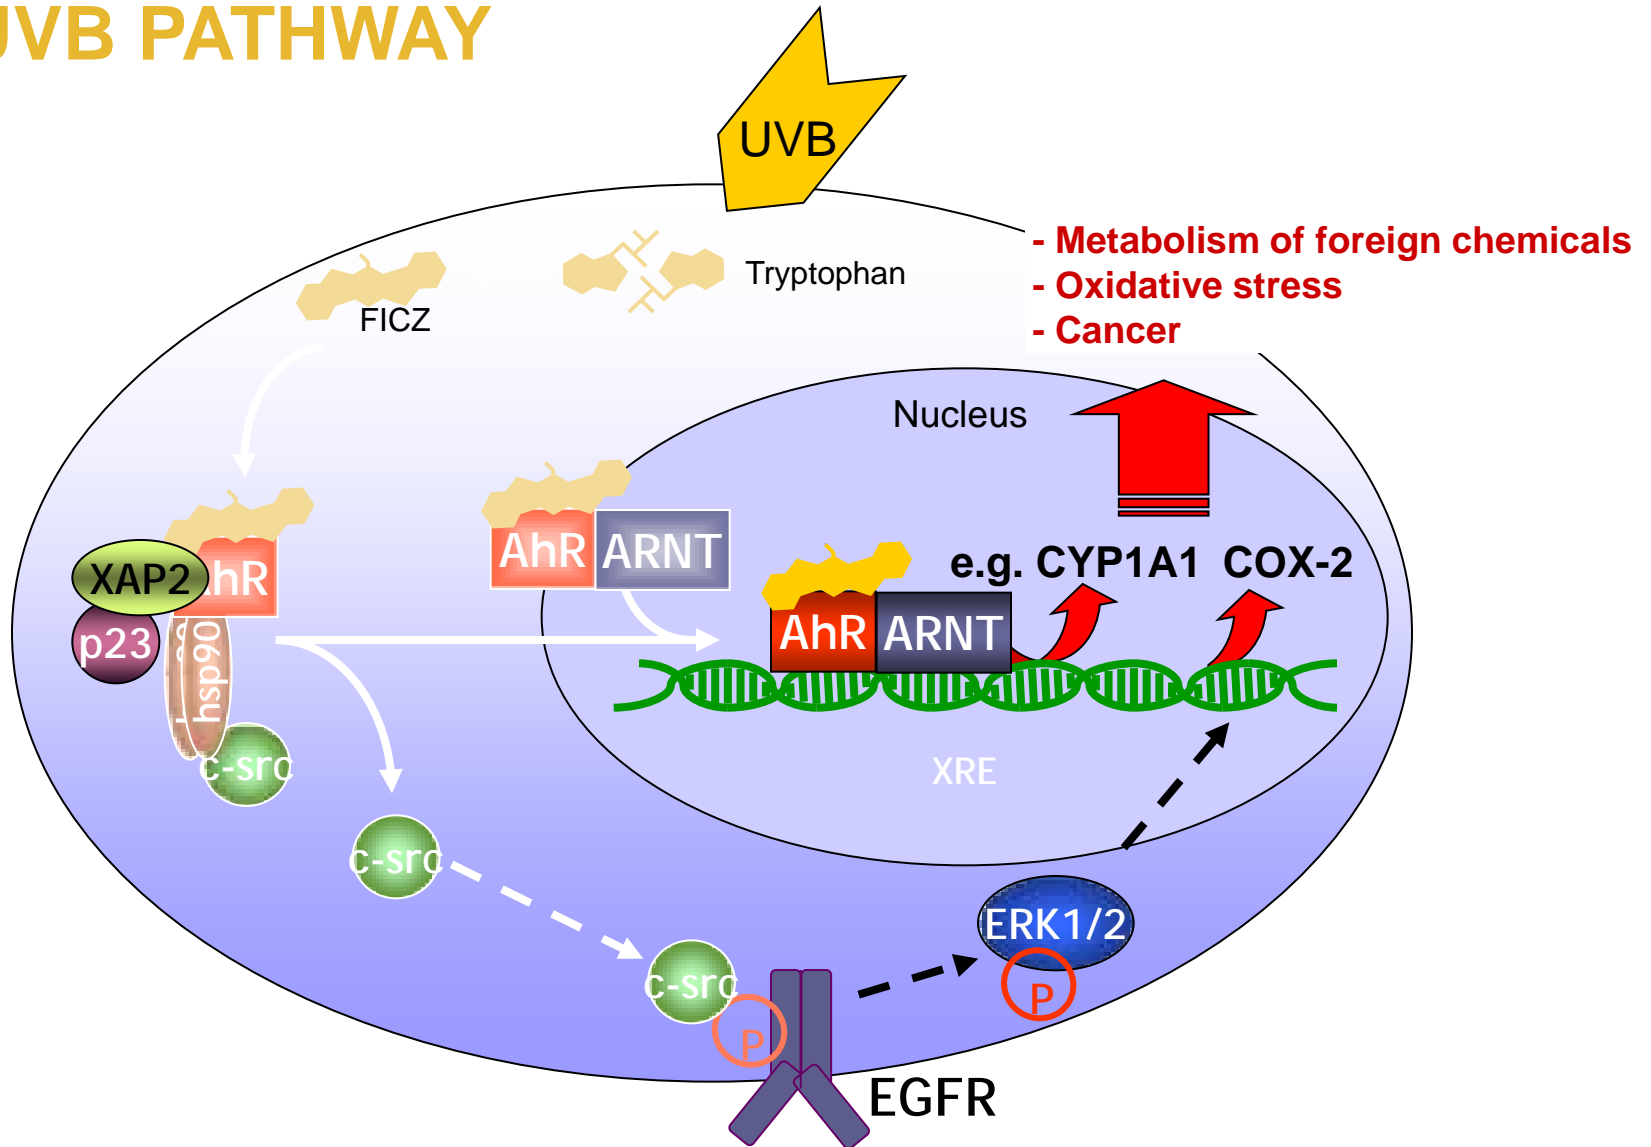 UVB PATHWAY
UVB
- Metabolism of foreign chemicals
- Oxidative stress
- Cancer
Tryptophan
FICZ
Nucleus
AhR ARNT
e.g. CYP1A1 COX-2
XAP2 hR
AhR ARNT
p23
hsp90
c-src
XRE
c-src
ERK1/2
P
c-src
P
EGFR